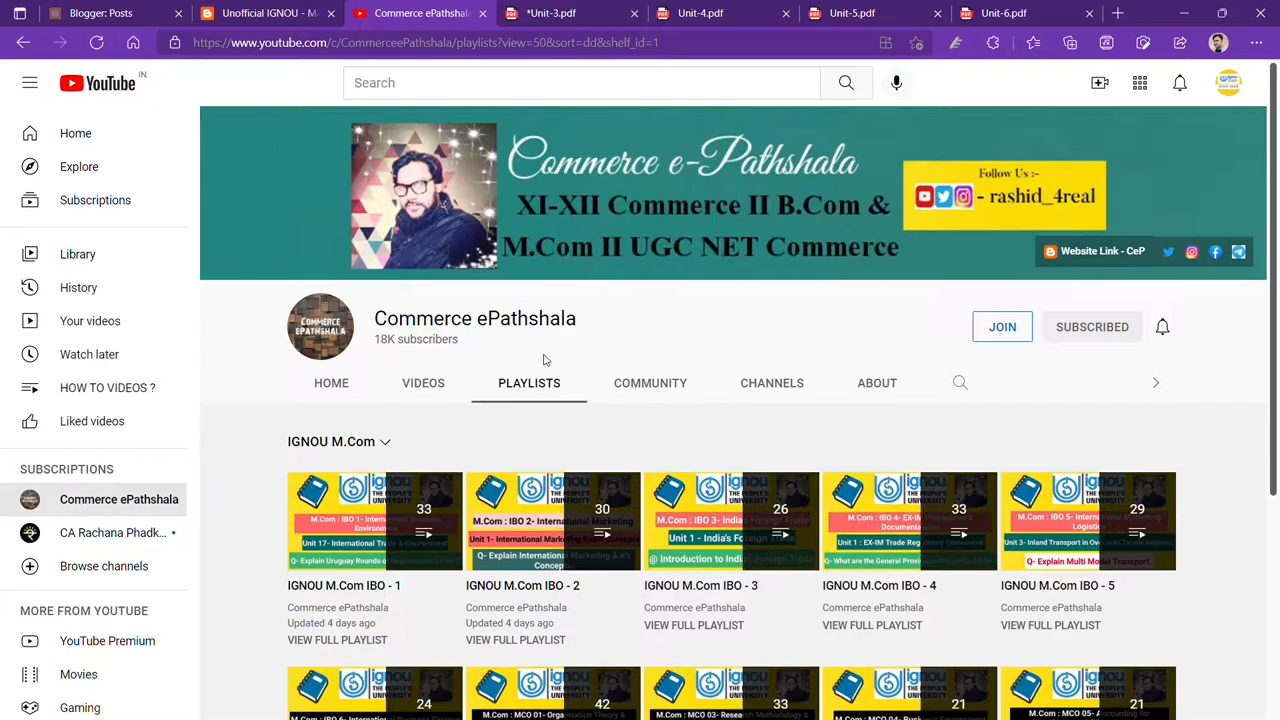 Blogger: Posts
Unofficial IGNOU - M
Commerce ePathshala
*Unit-3.pdf
Unit-4.pdf
Unit-5.pdf
Unit-6.pdf
https://www.youtube.com/c/CommerceePathshala/playlists?view=50&sort=dd&shelf_id=1
YouTube IN
Search
Home
Explore
Subscriptions
Library
History
Your videos
Watch later
HOW TO VIDEOS ?
Liked videos
SUBSCRIPTIONS
Commerce ePathshala
CA Rachana Phadk...
Browse channels
MORE FROM YOUTUBE
YouTube Premium
Movies
Gaming
Commerce e-Pathshala
XI-XII Commerce II B.Com &
M.Com II UGC NET Commerce
Follow Us :-
- rashid_4real
Website Link - CeP
COMMERCE
EPATHSHALA
Commerce ePathshala
18K subscribers
JOIN
SUBSCRIBED
HOME
VIDEOS
PLAYLISTS
COMMUNITY
CHANNELS
ABOUT
IGNOU M.Com
33
30
26
33
29
IGNOU M.Com IBO - 1
Commerce ePathshala
Updated 4 days ago
VIEW FULL PLAYLIST
IGNOU M.Com IBO - 2
Commerce ePathshala
Updated 4 days ago
VIEW FULL PLAYLIST
IGNOU M.Com IBO - 3
Commerce ePathshala
VIEW FULL PLAYLIST
IGNOU M.Com IBO - 4
Commerce ePathshala
VIEW FULL PLAYLIST
IGNOU M.Com IBO - 5
Commerce ePathshala
VIEW FULL PLAYLIST
24
42
33
21
21